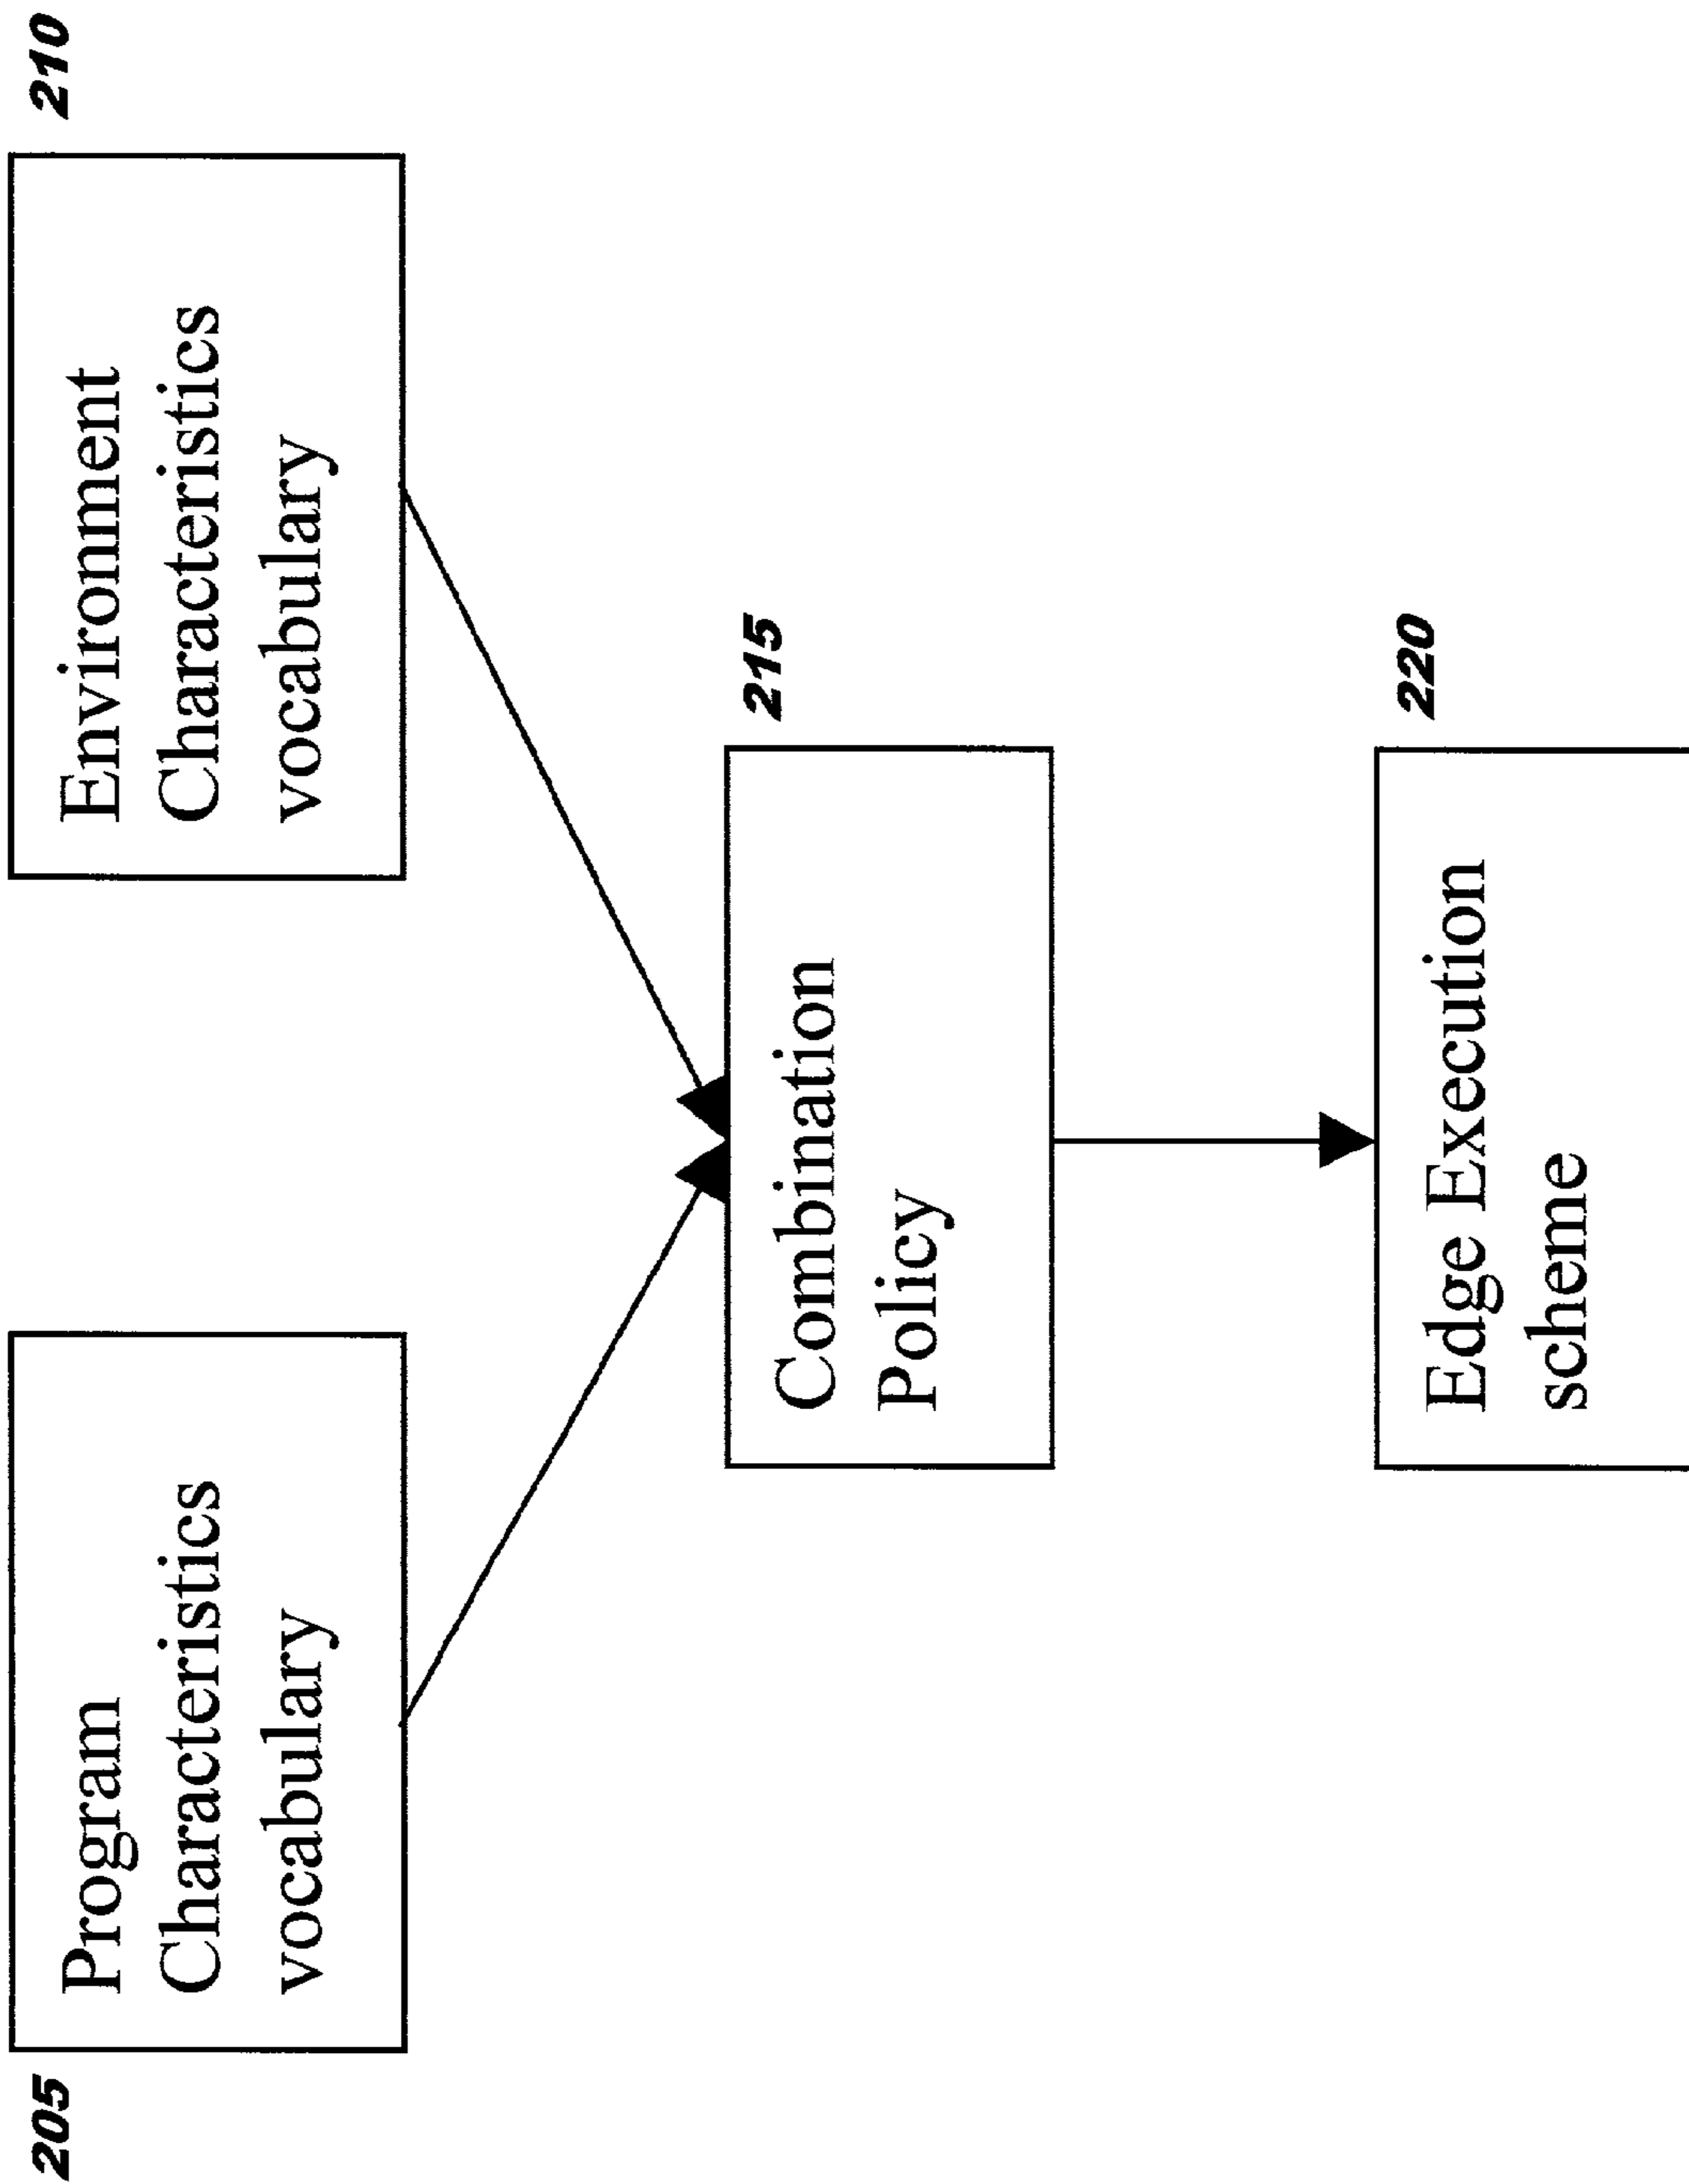 205
Program
Characteristics
vocabulary
210
Environment
Characteristics
vocabulary
215
Combination
Policy
220
Edge Execution
scheme